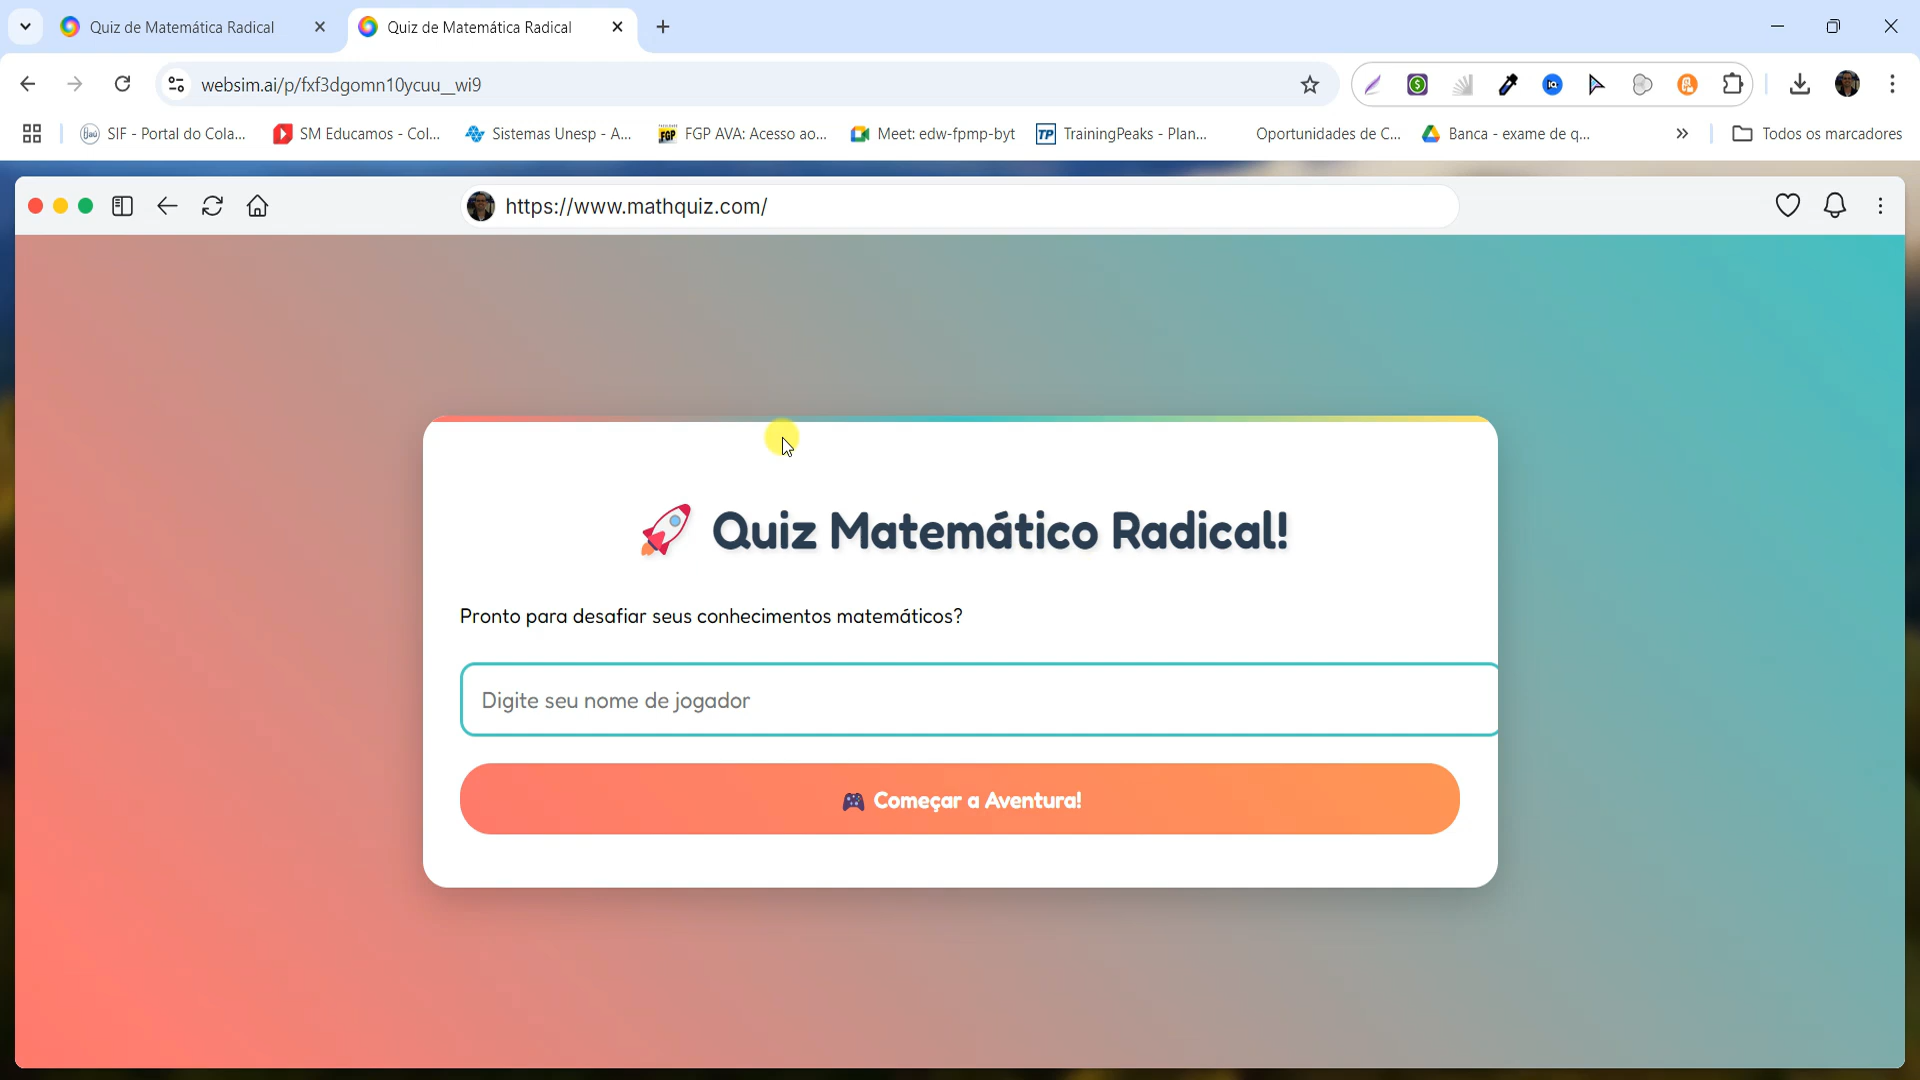 Quiz de Matemática Radical
Quiz de Matemática Radical
websim.ai/p/fxf3dgomn10ycuu__wi9
SIF - Portal do Cola...
SM Educamos - Col...
Sistemas Unesp - A...
FGP AVA: Acesso ao...
Meet: edw-fpmp-byt
TP TrainingPeaks - Plan...
Oportunidades de C...
Banca - exame de q...
Todos os marcadores
https://www.mathquiz.com/
Quiz Matemático Radical!
Pronto para desafiar seus conhecimentos matemáticos?
Digite seu nome de jogador
Começar a Aventura!